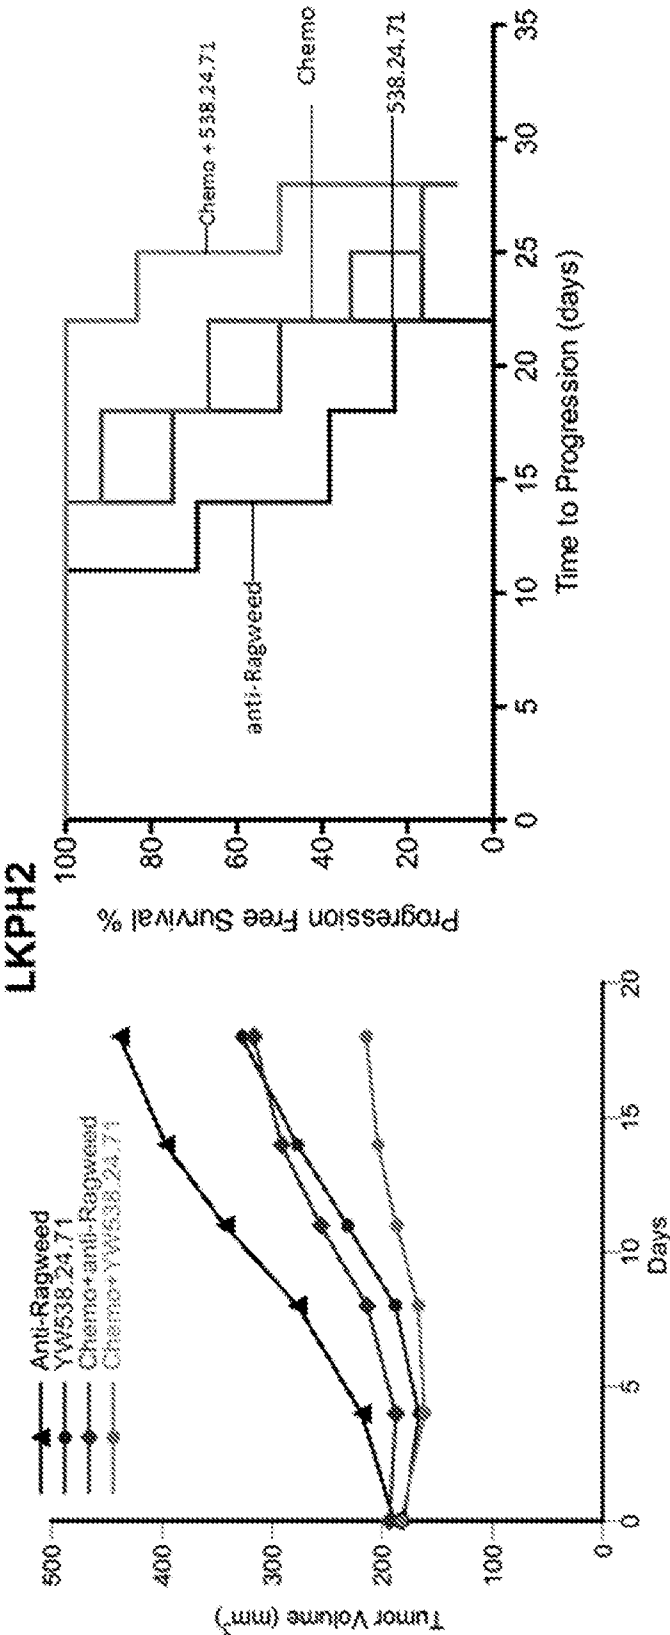 LKPH2
Anti-Ragweed
YW538.24.71
Chemo+anti-Ragweed
Chemo+YW538.24.71
Tumor Volume (mm³)
500
400
300
200
100
0
0
5
10
15
20
Days
Progression Free Survival %
100
80
60
40
20
0
Chemo + 538.24.71
Chemo
538.24.71
anti-Ragweed
0
5
10
15
20
25
30
35
Time to Progression (days)